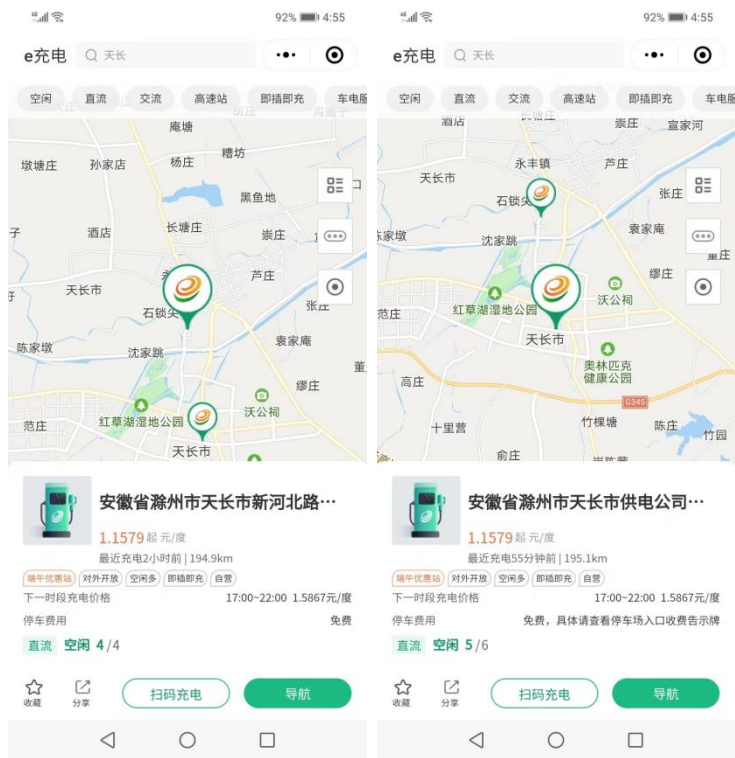 92% 4:55
e充电 天长
空闲 直流 交流 高速站 即插即充 车电服
庵塘
墩塘庄 孙家店 杨庄 糟坊
黑鱼地
酒店 长塘庄 崇庄
天长市 芦庄
石锁尖
陈家墩 沈家跳 袁家庵
缪庄
红草湖湿地公园 沃公祠
范庄
天长市
安徽省滁州市天长市新河北路…
1.1579起 元/度
最近充电2小时前 | 194.9km
端午优惠站 对外开放 空闲多 即插即充 自营
下一时段充电价格 17:00~22:00 1.5867元/度
停车费用 免费
直流 空闲 4/4
收藏 分享 扫码充电 导航
92% 4:55
e充电 天长
空闲 直流 交流 高速站 即插即充 车电服
酒店 崇庄 宣家河
永丰镇 芦庄
天长市 张庄
石锁尖
沈家跳 袁家庵
缪庄
红草湖湿地公园 沃公祠
范庄
天长市
奥林匹克
健康公园
高庄
G345
十里营 竹棵塘 陈庄 竹园
俞庄
安徽省滁州市天长市供电公司…
1.1579起 元/度
最近充电55分钟前 | 195.1km
端午优惠站 对外开放 空闲多 即插即充 自营
下一时段充电价格 17:00~22:00 1.5867元/度
停车费用 免费，具体请查看停车场入口收费告示牌
直流 空闲 5/6
收藏 分享 扫码充电 导航